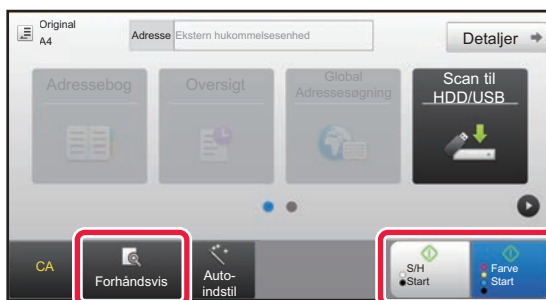 Original
A4
Adresse Ekstern hukommelsesenhed
Detaljer
Adressebog
Oversigt
Global
Adressesøgning
Scan til
HDD/USB
CA
Forhåndsvis
Auto-
indstil
S/H
Start
Farve
Start